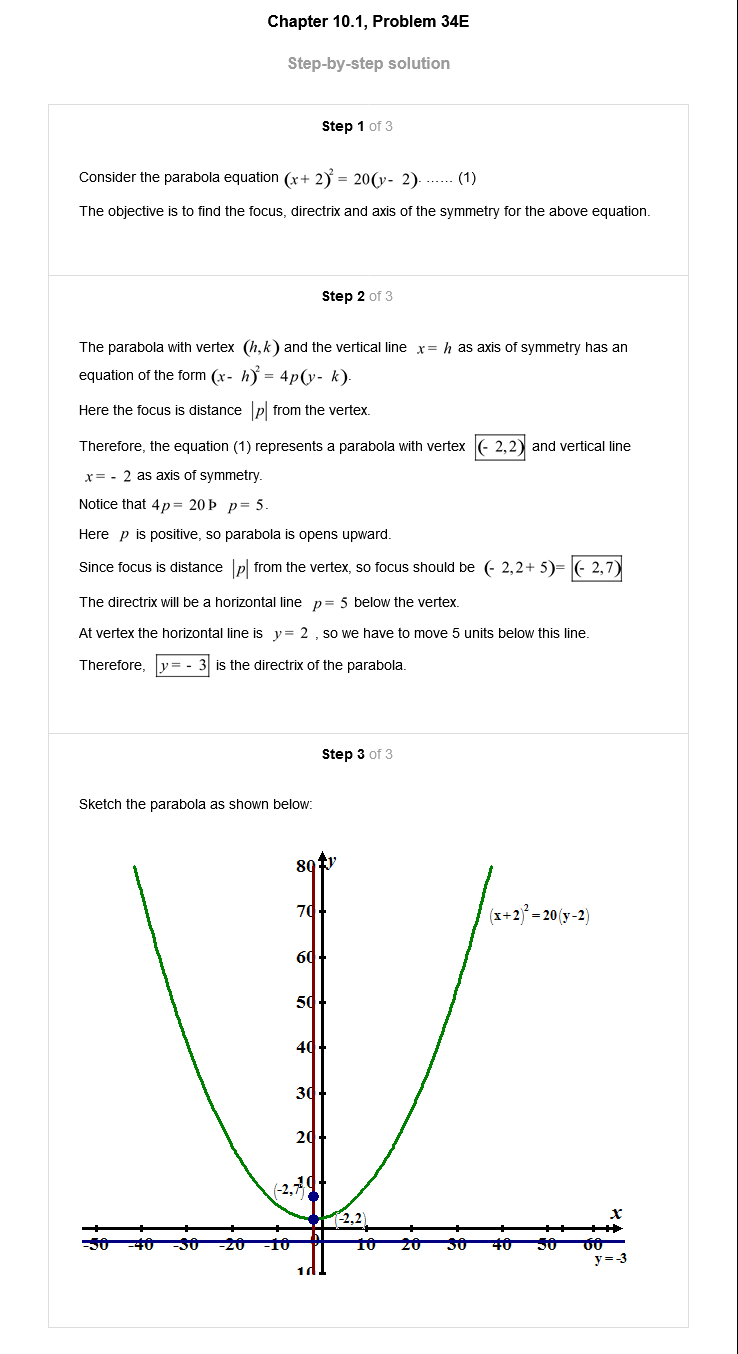 Chapter 10.1, Problem 34E
Step-by-step solution
Step 1 of 3
Consider the parabola equation (x+ 2)² = 20(y- 2). ...... (1)
The objective is to find the focus, directrix and axis of the symmetry for the above equation.
Step 2 of 3
The parabola with vertex (h,k) and the vertical line x= h as axis of symmetry has an
equation of the form (x- h)² = 4p(y- k).
Here the focus is distance |p| from the vertex.
Therefore, the equation (1) represents a parabola with vertex (- 2,2) and vertical line
x= - 2 as axis of symmetry.
Notice that 4p= 20 Þ p= 5.
Here p is positive, so parabola is opens upward.
Since focus is distance |p| from the vertex, so focus should be (- 2,2+ 5)= (- 2,7)
The directrix will be a horizontal line p= 5 below the vertex.
At vertex the horizontal line is y= 2 , so we have to move 5 units below this line.
Therefore, y= - 3 is the directrix of the parabola.
Step 3 of 3
Sketch the parabola as shown below:
80 y
70 (x+2)²=20(y-2)
60
50
40
30
20
10
(-2,7)
(-2,2)
x
-50 -40 -30 -20 -10 0 10 20 30 40 50 60
y=-3
10